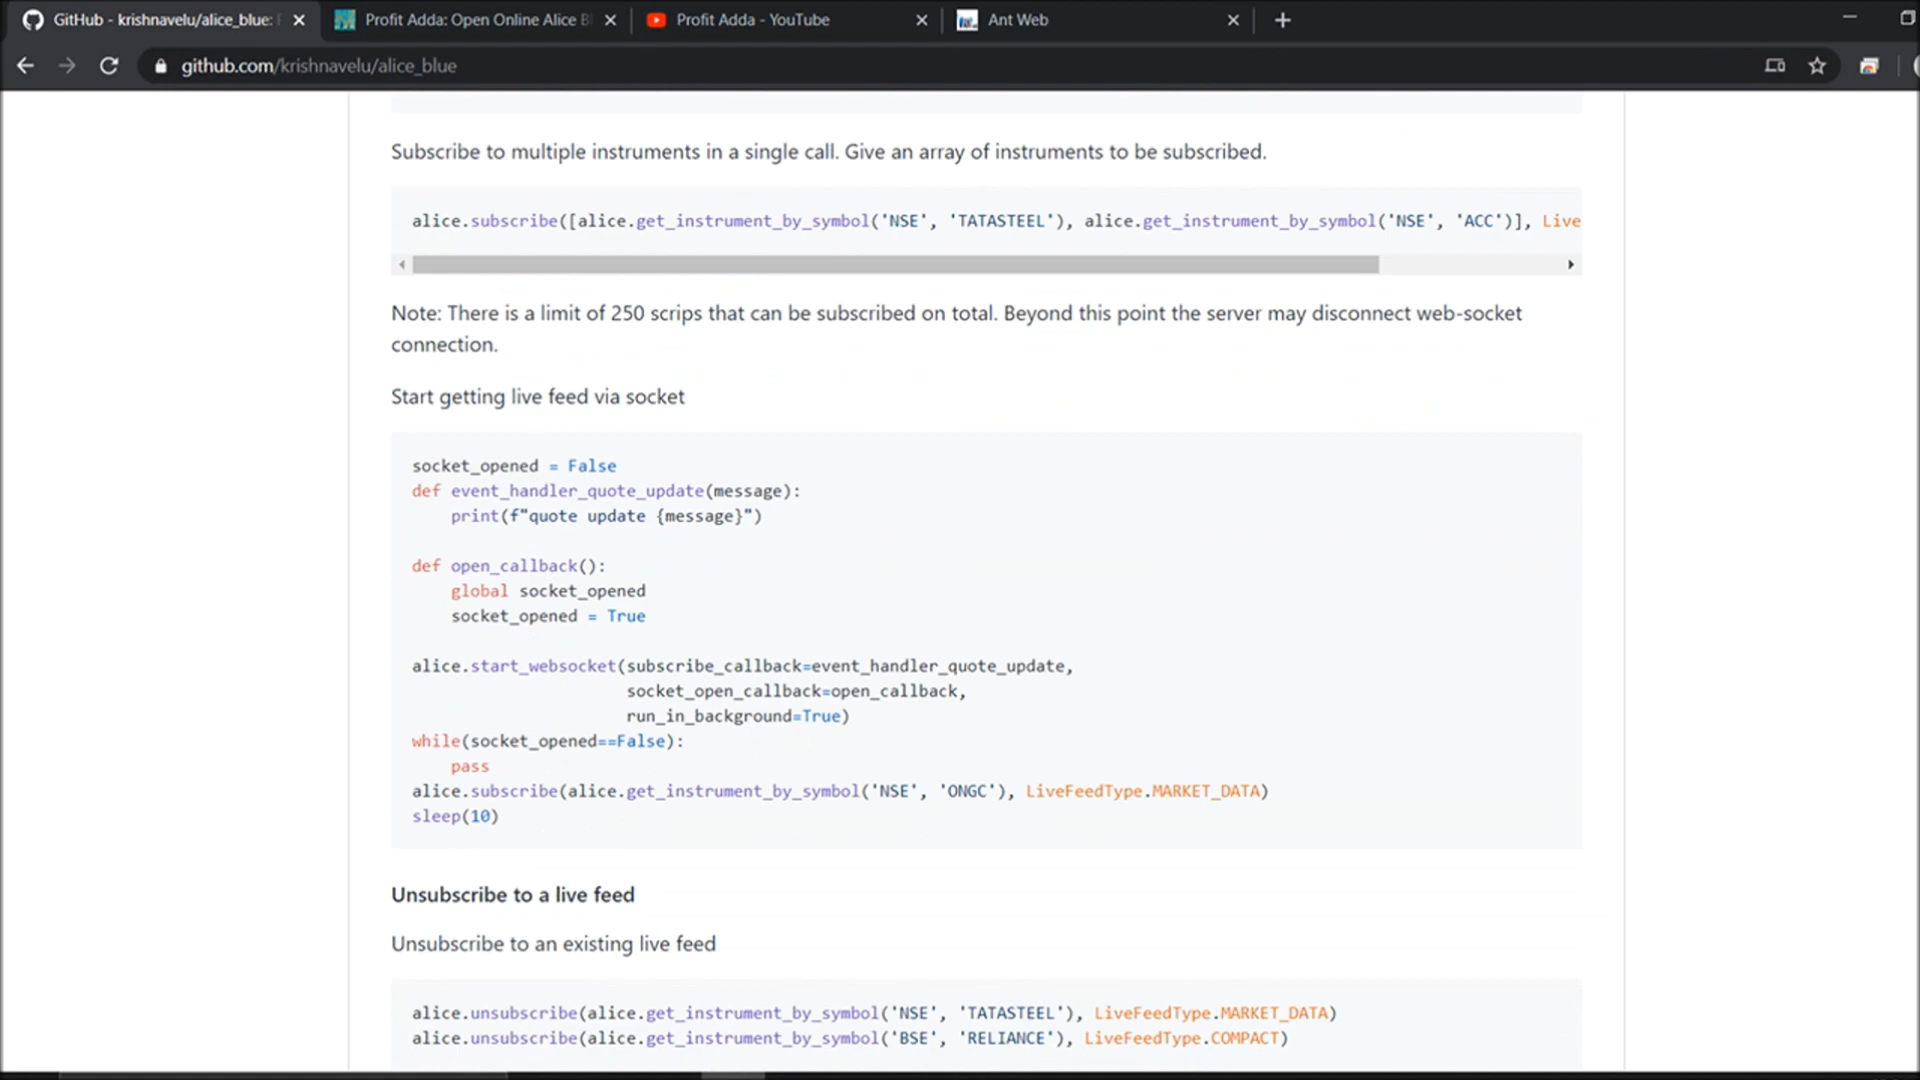 GitHub - krishnavelu/alice_blue:
Profit Adda: Open Online Alice B
Profit Adda - YouTube
Ant Web
github.com/krishnavelu/alice_blue
Subscribe to multiple instruments in a single call. Give an array of instruments to be subscribed.
alice.subscribe([alice.get_instrument_by_symbol('NSE', 'TATASTEEL'), alice.get_instrument_by_symbol('NSE', 'ACC')], Live
Note: There is a limit of 250 scrips that can be subscribed on total. Beyond this point the server may disconnect web-socket
connection.
Start getting live feed via socket
socket_opened = False
def event_handler_quote_update(message):
    print(f"quote update {message}")
def open_callback():
    global socket_opened
    socket_opened = True
alice.start_websocket(subscribe_callback=event_handler_quote_update,
                      socket_open_callback=open_callback,
                      run_in_background=True)
while(socket_opened==False):
    pass
alice.subscribe(alice.get_instrument_by_symbol('NSE', 'ONGC'), LiveFeedType.MARKET_DATA)
sleep(10)
Unsubscribe to a live feed
Unsubscribe to an existing live feed
alice.unsubscribe(alice.get_instrument_by_symbol('NSE', 'TATASTEEL'), LiveFeedType.MARKET_DATA)
alice.unsubscribe(alice.get_instrument_by_symbol('BSE', 'RELIANCE'), LiveFeedType.COMPACT)